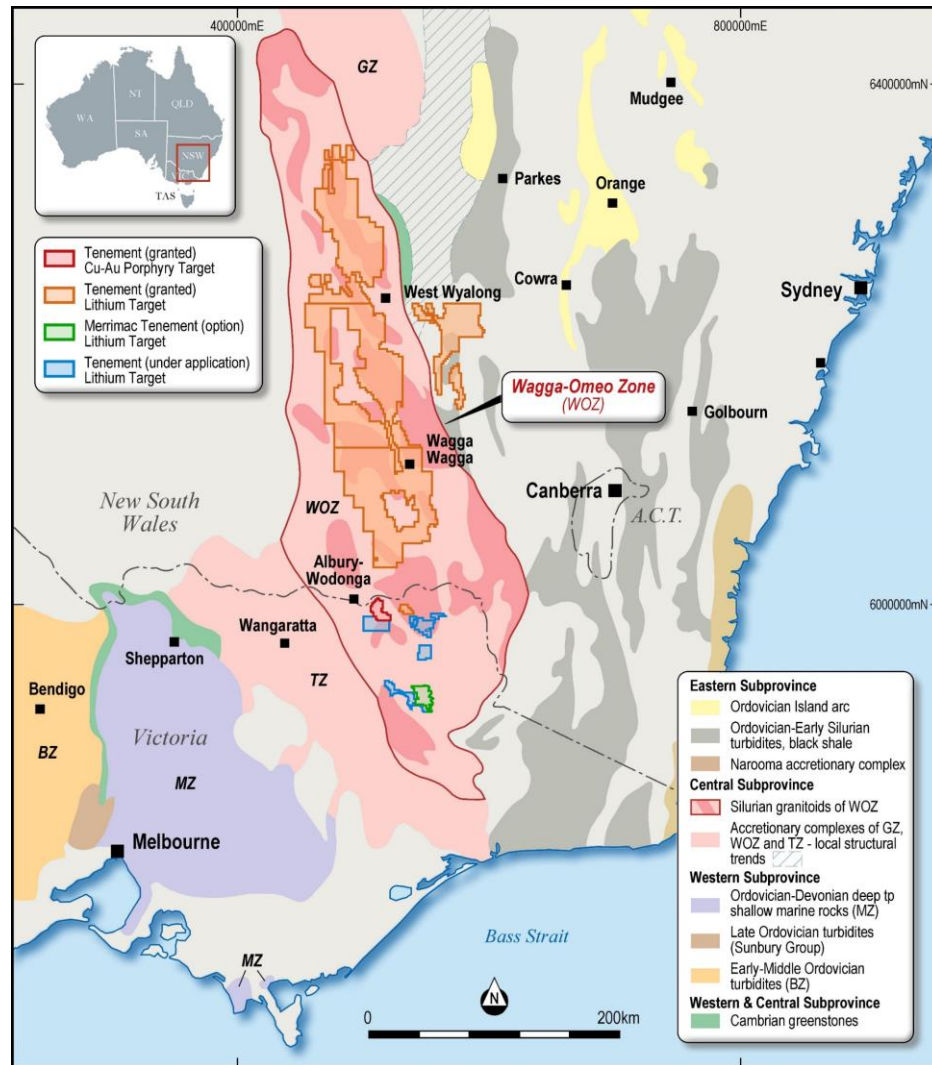 400000mE
800000mE
6400000mN
6000000mN
NT
QLD
WA
SA
NSW
VIC
TAS
Tenement (granted)
Cu-Au Porphyry Target
Tenement (granted)
Lithium Target
Merrimac Tenement (option)
Lithium Target
Tenement (under application)
Lithium Target
GZ
Mudgee
Parkes
Orange
Cowra
West Wyalong
Sydney
Wagga-Omeo Zone
(WOZ)
Golbourn
Wagga
Wagga
Canberra
A.C.T.
New South
Wales
WOZ
Albury-
Wodonga
Wangaratta
Shepparton
TZ
Bendigo
BZ
Victoria
MZ
Melbourne
MZ
Bass Strait
N
0
200km
Eastern Subprovince
Ordovician Island arc
Ordovician-Early Silurian
turbidites, black shale
Narooma accretionary complex
Central Subprovince
Silurian granitoids of WOZ
Accretionary complexes of GZ,
WOZ and TZ - local structural
trends
Western Subprovince
Ordovician-Devonian deep tp
shallow marine rocks (MZ)
Late Ordovician turbidites
(Sunbury Group)
Early-Middle Ordovician
turbidites (BZ)
Western & Central Subprovince
Cambrian greenstones